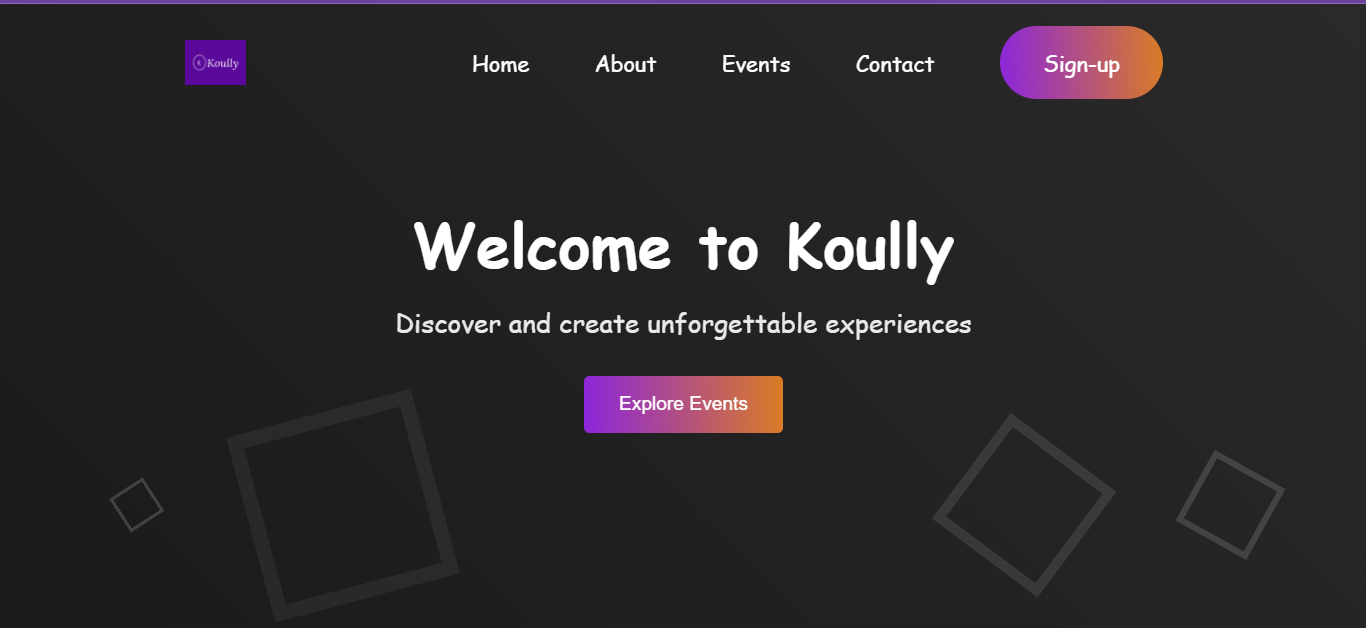 Koully
Home
About
Events
Contact
Sign-up
Welcome to Koully
Discover and create unforgettable experiences
Explore Events